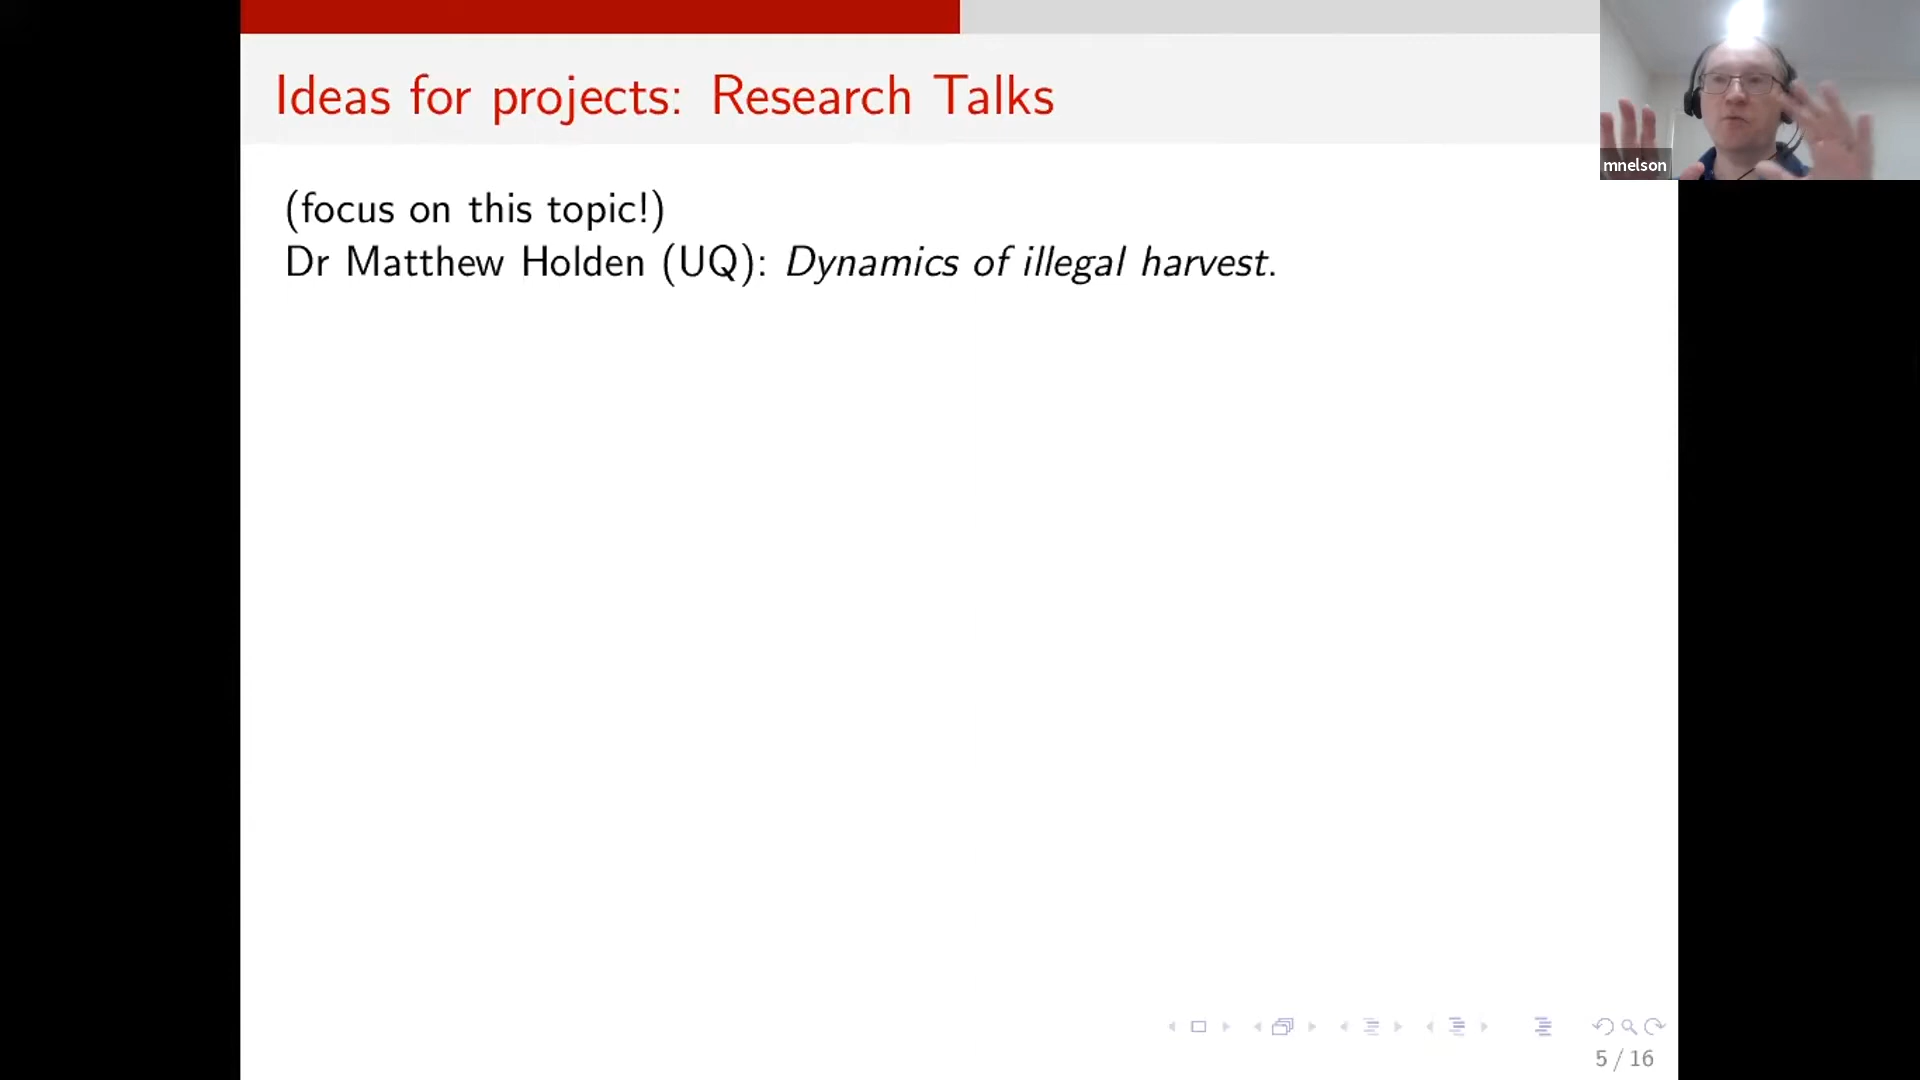 Ideas for projects: Research Talks
mnelson
(focus on this topic!)
Dr Matthew Holden (UQ): Dynamics of illegal harvest.
5 / 16